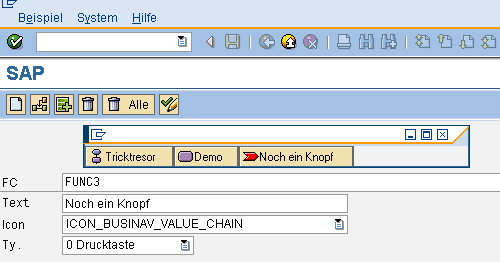 Beispiel System Hilfe
SAP
Alle
Tricktresor Demo Noch ein Knopf
FC FUNC3
Text Noch ein Knopf
Icon ICON_BUSINAV_VALUE_CHAIN
Ty. 0 Drucktaste